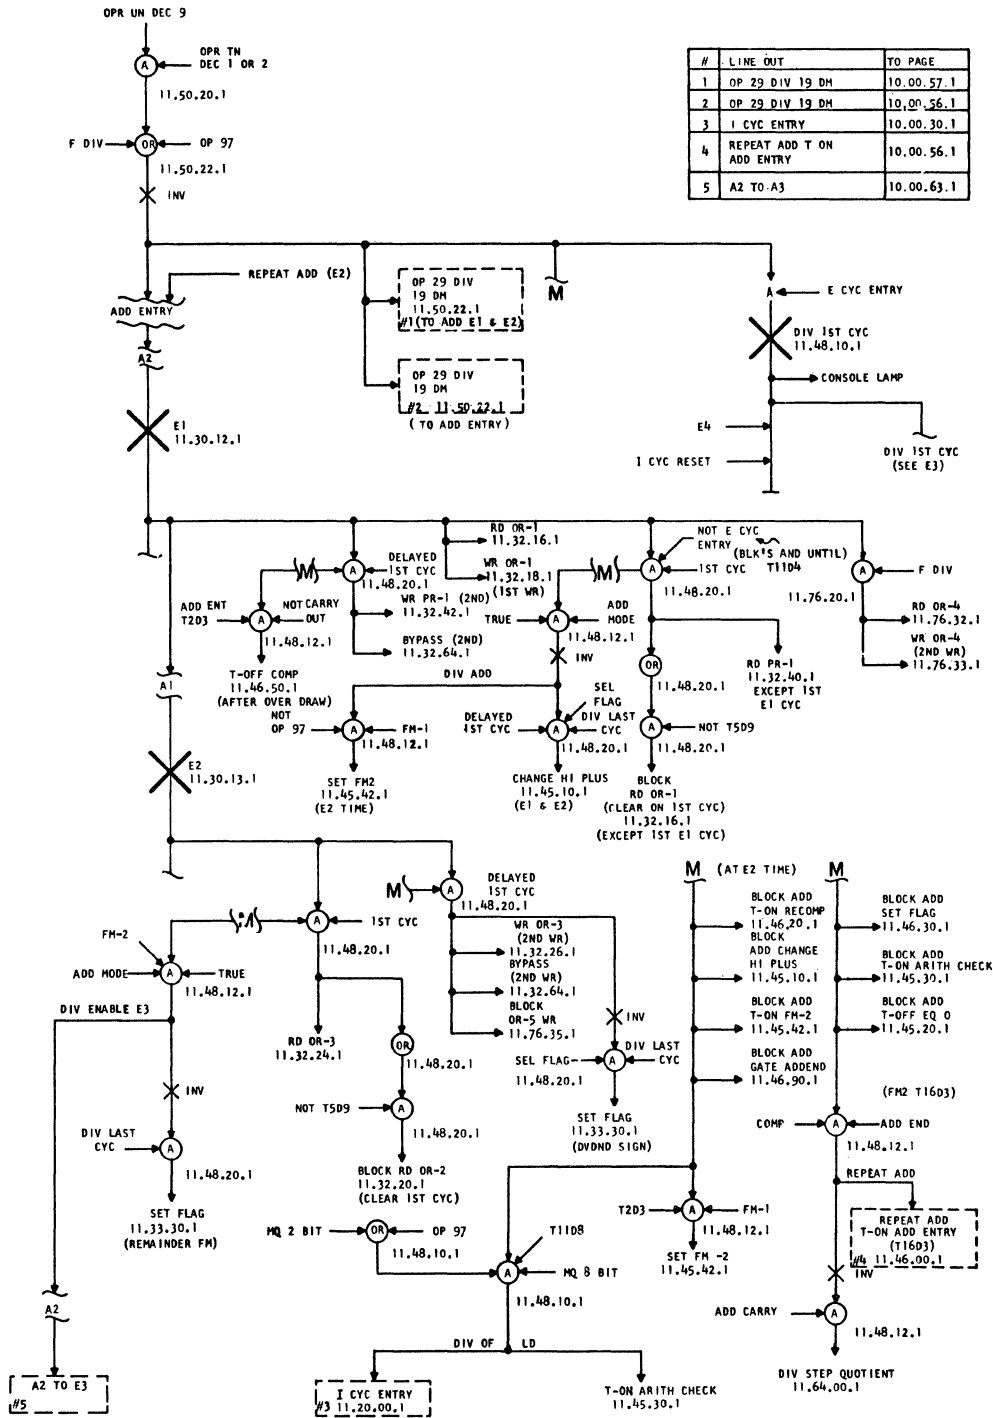 OPR UN DEC 9
OPR TN
DEC 1 OR 2
A
11.50.20.1
F DIV
OR
OP 97
11.50.22.1
INV
# LINE OUT TO PAGE
1 OP 29 DIV 19 DM 10.00.57.1
2 OP 29 DIV 19 DM 10.00.56.1
3 I CYC ENTRY 10.00.30.1
4 REPEAT ADD T ON
ADD ENTRY 10.00.56.1
5 A2 TO A3 10.00.63.1
REPEAT ADD (E2)
ADD ENTRY
A2
E1
11.30.12.1
OP 29 DIV
19 DM
11.50.22.1
#1(TO ADD E1 & E2)
OP 29 DIV
19 DM
#2 11.50.22.1
(TO ADD ENTRY)
M
A
E CYC ENTRY
DIV 1ST CYC
11.48.10.1
CONSOLE LAMP
E4
I CYC RESET
DIV 1ST CYC
(SEE E3)
RD OR-1
11.32.16.1
WR OR-1
11.32.18.1
(1ST WR)
NOT E CYC
ENTRY
(BLK'S AND UNTIL)
T11D4
M
A
DELAYED
1ST CYC
11.48.20.1
WR PR-1 (2ND)
11.32.42.1
BYPASS (2ND)
11.32.64.1
ADD ENT
T2D3
A
NOT CARRY
OUT
11.48.12.1
T-OFF COMP
11.46.50.1
(AFTER OVER DRAW)
M
A
1ST CYC
11.48.20.1
TRUE
A
ADD
MODE
11.48.12.1
INV
DIV ADD
A
F DIV
11.76.20.1
RD OR-4
11.76.32.1
WR OR-4
(2ND WR)
11.76.33.1
OR
11.48.20.1
RD PR-1
11.32.40.1
EXCEPT 1ST
E1 CYC
NOT
OP 97
A
FM-1
11.48.12.1
SET FM2
11.45.42.1
(E2 TIME)
DELAYED
1ST CYC
A
SEL
FLAG
DIV LAST
CYC
11.48.20.1
CHANGE HI PLUS
11.45.10.1
(E1 & E2)
A
NOT T5D9
11.48.20.1
BLOCK
RD OR-1
(CLEAR ON 1ST CYC)
11.32.16.1
(EXCEPT 1ST E1 CYC)
A1
E2
11.30.13.1
M
A
DELAYED
1ST CYC
11.48.20.1
A
1ST CYC
11.48.20.1
FM-2
ADD MODE
A
TRUE
11.48.12.1
DIV ENABLE E3
WR OR-3
(2ND WR)
11.32.26.1
BYPASS
(2ND WR)
11.32.64.1
BLOCK
OR-5 WR
11.76.35.1
RD OR-3
11.32.24.1
OR
11.48.20.1
NOT T5D9
A
11.48.20.1
BLOCK RD OR-2
11.32.20.1
(CLEAR 1ST CYC)
INV
SEL FLAG
A
DIV LAST
CYC
11.48.20.1
SET FLAG
11.33.30.1
(DVDND SIGN)
INV
DIV LAST
CYC
A
11.48.20.1
SET FLAG
11.33.30.1
(REMAINDER FM)
M
(AT E2 TIME)
BLOCK ADD
T-ON RECOMP
11.46.20.1
BLOCK
ADD CHANGE
HI PLUS
11.45.10.1
BLOCK ADD
T-ON FM-2
11.45.42.1
BLOCK ADD
GATE ADDEND
11.46.90.1
M
BLOCK ADD
SET FLAG
11.46.30.1
BLOCK ADD
T-ON ARITH CHECK
11.45.30.1
BLOCK ADD
T-OFF EQ O
11.45.20.1
(FM2 T16D3)
COMP
A
ADD END
11.48.12.1
REPEAT ADD
REPEAT ADD
T-ON ADD ENTRY
(T16D3)
#4 11.46.00.1
INV
ADD CARRY
A
11.48.12.1
DIV STEP QUOTIENT
11.64.00.1
T2D3
A
FM-1
11.48.12.1
SET FM -2
11.45.42.1
MQ 2 BIT
OR
OP 97
11.48.10.1
T11D8
A
MQ 8 BIT
11.48.10.1
DIV OF LD
A2
A2 TO E3
#5
I CYC ENTRY
#3 11.20.00.1
T-ON ARITH CHECK
11.45.30.1